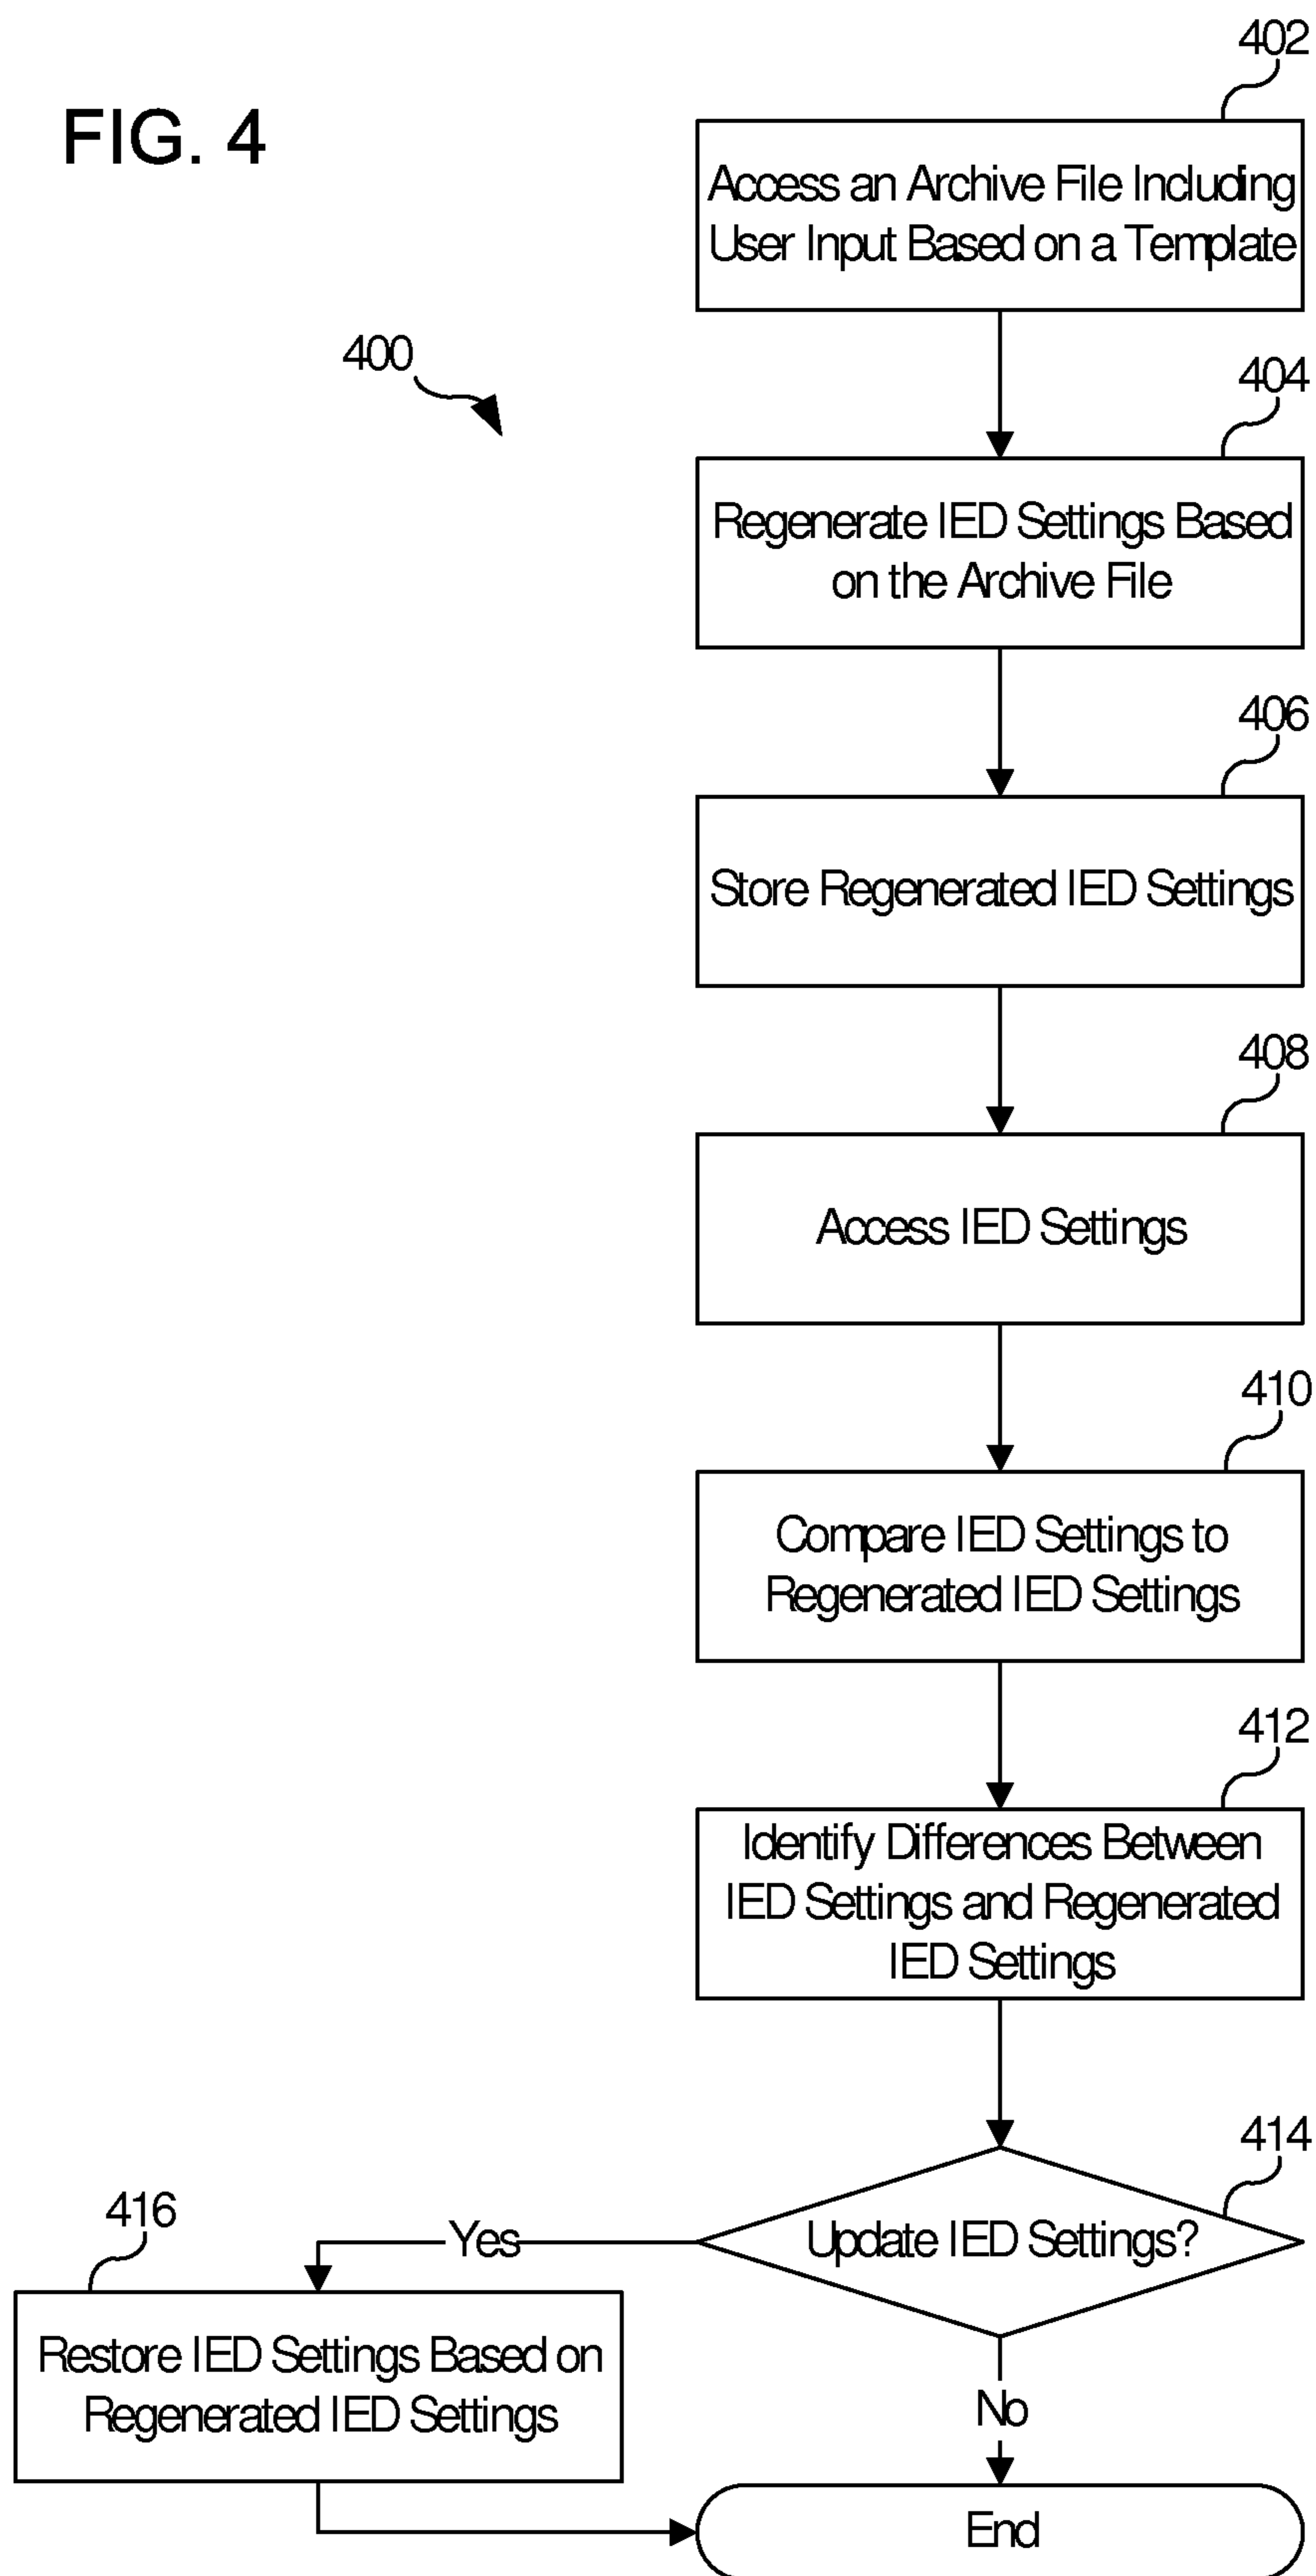 FIG. 4
402
Access an Archive File Including
User Input Based on a Template
400
404
Regenerate IED Settings Based
on the Archive File
406
Store Regenerated IED Settings
408
Access IED Settings
410
Compare IED Settings to
Regenerated IED Settings
412
Identify Differences Between
IED Settings and Regenerated
IED Settings
414
Update IED Settings?
Yes
416
Restore IED Settings Based on
Regenerated IED Settings
No
End